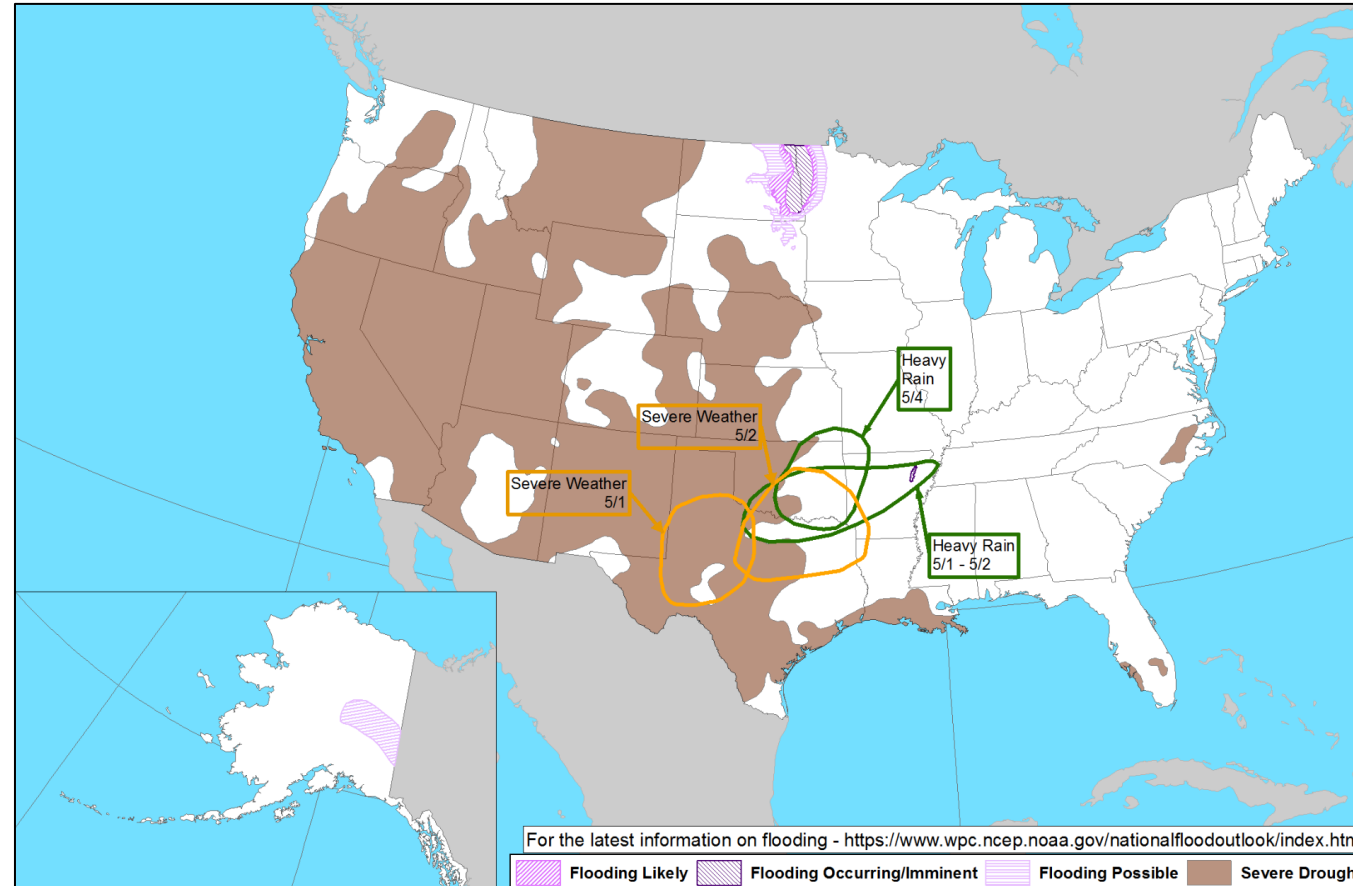 Heavy
Rain
5/4
Severe Weather
5/2
Severe Weather
5/1
Heavy Rain
5/1 - 5/2
For the latest information on flooding - https://www.wpc.ncep.noaa.gov/nationalfloodoutlook/index.htm
Flooding Likely Flooding Occurring/Imminent Flooding Possible Severe Drough